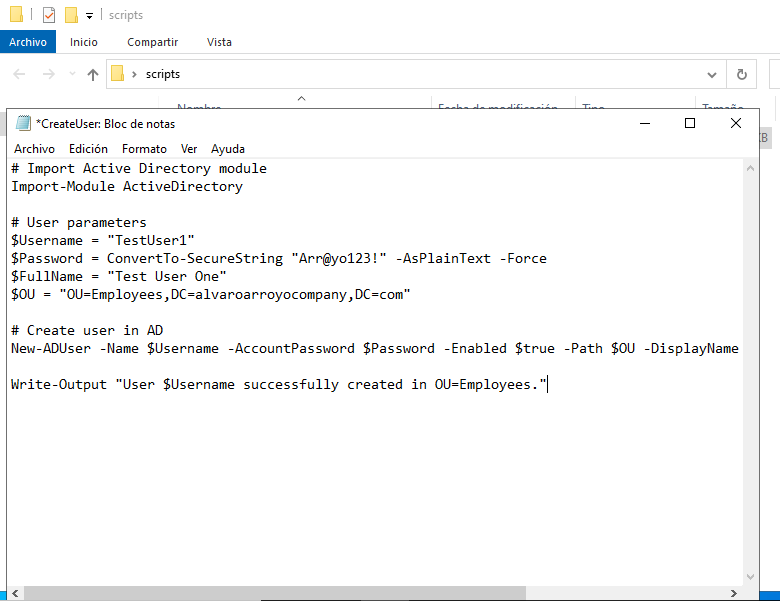 scripts
Archivo Inicio Compartir Vista
scripts
*CreateUser: Bloc de notas
Archivo Edición Formato Ver Ayuda
# Import Active Directory module
Import-Module ActiveDirectory
# User parameters
$Username = "TestUser1"
$Password = ConvertTo-SecureString "Arr@yo123!" -AsPlainText -Force
$FullName = "Test User One"
$OU = "OU=Employees,DC=alvaroarroyocompany,DC=com"
# Create user in AD
New-ADUser -Name $Username -AccountPassword $Password -Enabled $true -Path $OU -DisplayName
Write-Output "User $Username successfully created in OU=Employees."